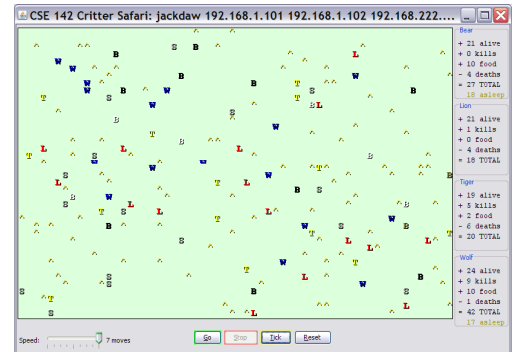 CSE 142 Critter Safari: jackdaw 192.168.1.101 192.168.1.102 192.168.222....
Bear
+ 21 alive
+ 0 kills
+ 10 food
- 4 deaths
= 27 TOTAL
18 asleep
Lion
+ 21 alive
+ 1 kills
+ 0 food
- 4 deaths
= 18 TOTAL
Tiger
+ 19 alive
+ 5 kills
+ 2 food
- 6 deaths
= 20 TOTAL
Wolf
+ 24 alive
+ 9 kills
+ 10 food
- 1 deaths
= 42 TOTAL
17 asleep
Speed: 7 moves Go Stop Tick Reset